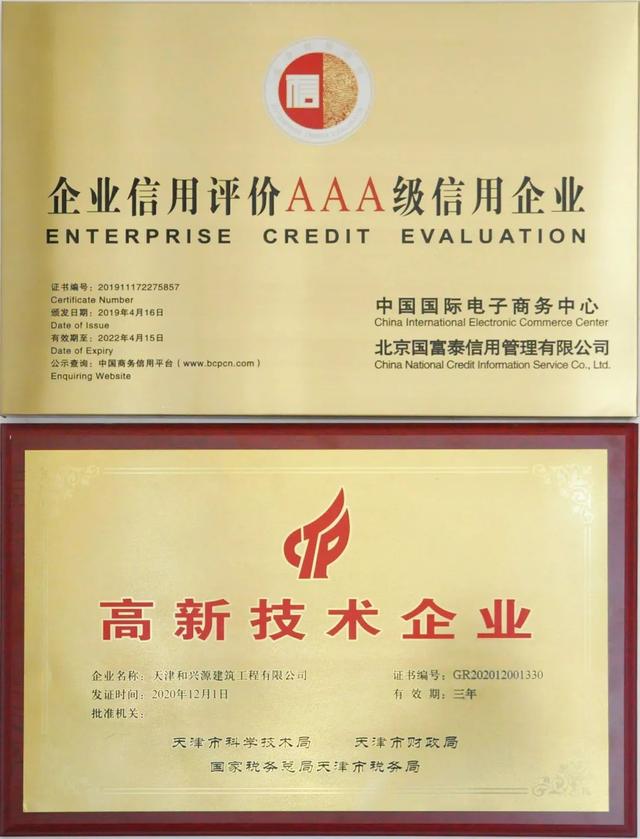 信
企业信用评价AAA级信用企业
ENTERPRISE CREDIT EVALUATION
证书编号：201911172275857
Certificate Number
颁发日期：2019年4月16日
Date of Issue
有效期至：2022年4月15日
Date of Expiry
公示查询：中国商务信用平台（www.bcpcn.com）
Enquiring Website
中国国际电子商务中心
China International Electronic Commerce Center
北京国富泰信用管理有限公司
China National Credit Information Service Co., Ltd.
CTP
高新技术企业
企业名称：天津和兴源建筑工程有限公司
证书编号：GR202012001330
发证时间：2020年12月1日
有效期：三年
批准机关：
天津市科学技术局 天津市财政局
国家税务总局天津市税务局